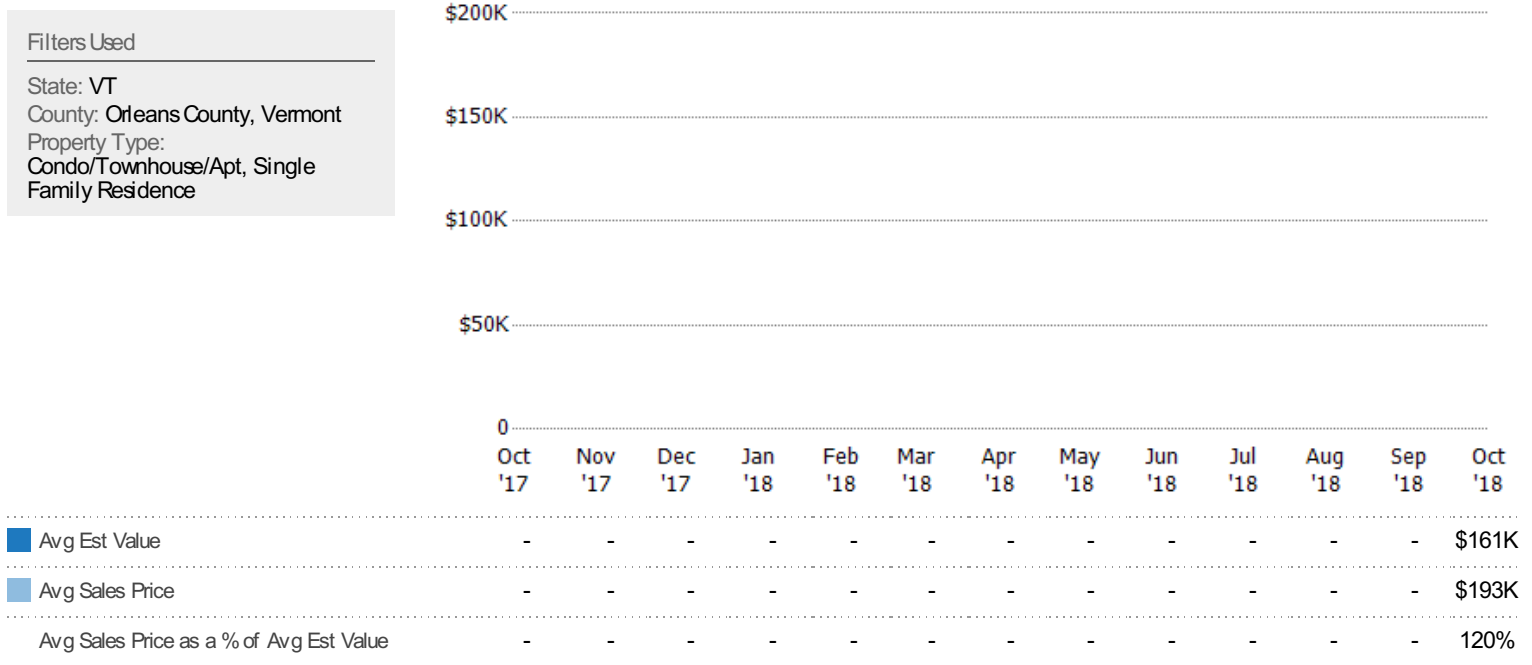 Filters Used
State: VT
County: Orleans County, Vermont
Property Type:
Condo/Townhouse/Apt, Single
Family Residence
$200K
$150K
$100K
$50K
0
Oct Nov Dec Jan Feb Mar Apr May Jun Jul Aug Sep Oct
'17 '17 '17 '18 '18 '18 '18 '18 '18 '18 '18 '18 '18
Avg Est Value - - - - - - - - - - - - $161K
Avg Sales Price - - - - - - - - - - - - $193K
Avg Sales Price as a % of Avg Est Value - - - - - - - - - - - - 120%